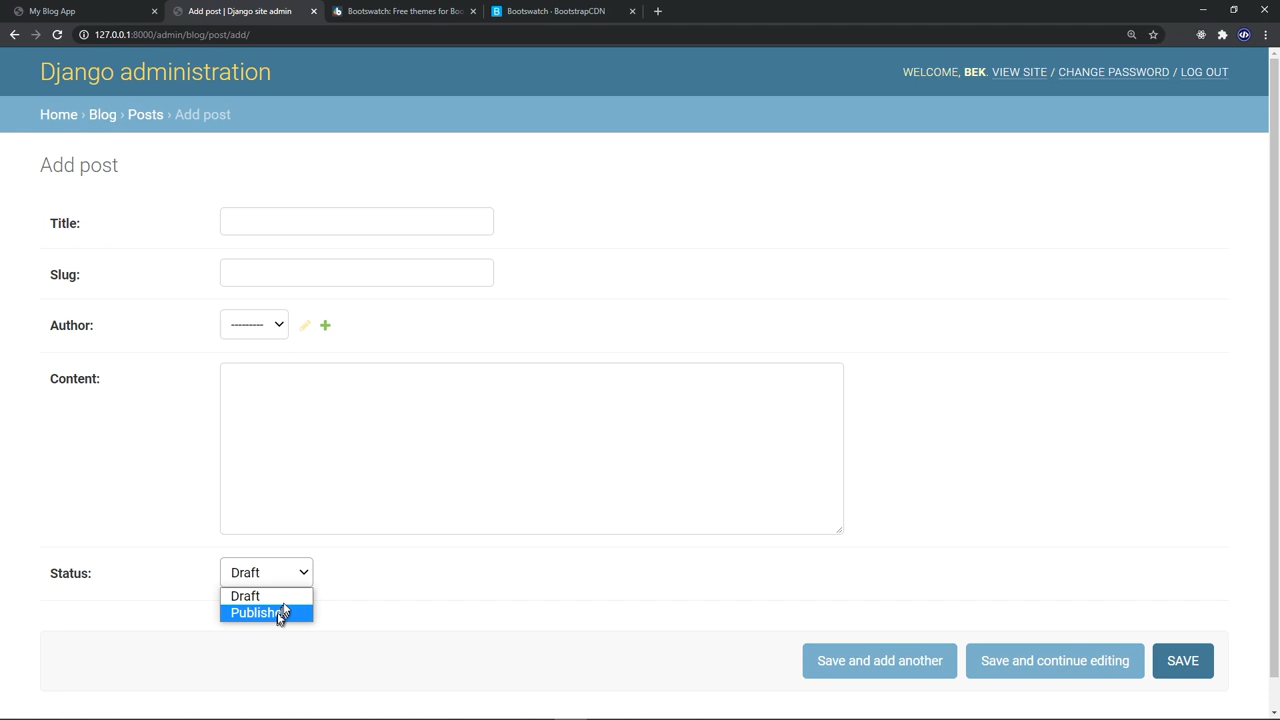 My Blog App
Add post | Django site admin
Bootswatch: Free themes for Boo
Bootswatch - BootstrapCDN
127.0.0.1:8000/admin/blog/post/add/
Django administration
WELCOME, BEK. VIEW SITE / CHANGE PASSWORD / LOG OUT
Home › Blog › Posts › Add post
Add post
Title:
Slug:
Author:
---------
Content:
Status:
Draft
Draft
Publish
Save and add another
Save and continue editing
SAVE